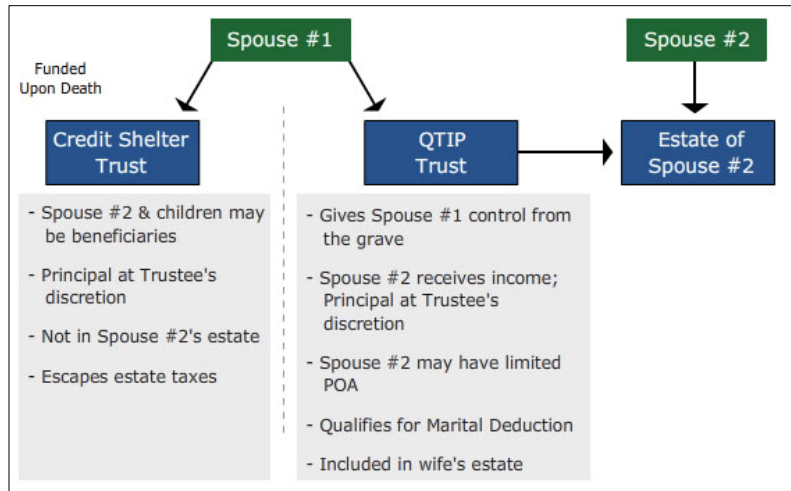 Spouse #1
Spouse #2
Funded
Upon Death
Credit Shelter
Trust
QTIP
Trust
Estate of
Spouse #2
- Spouse #2 & children may
be beneficiaries
- Principal at Trustee's
discretion
- Not in Spouse #2's estate
- Escapes estate taxes
- Gives Spouse #1 control from
the grave
- Spouse #2 receives income;
Principal at Trustee's
discretion
- Spouse #2 may have limited
POA
- Qualifies for Marital Deduction
- Included in wife's estate